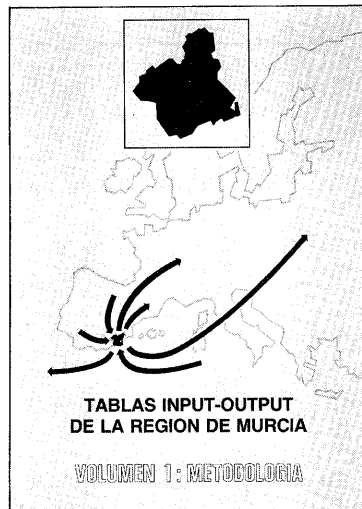 TABLAS INPUT-OUTPUT
DE LA REGION DE MURCIA
VOLUMEN 1: METODOLOGIA